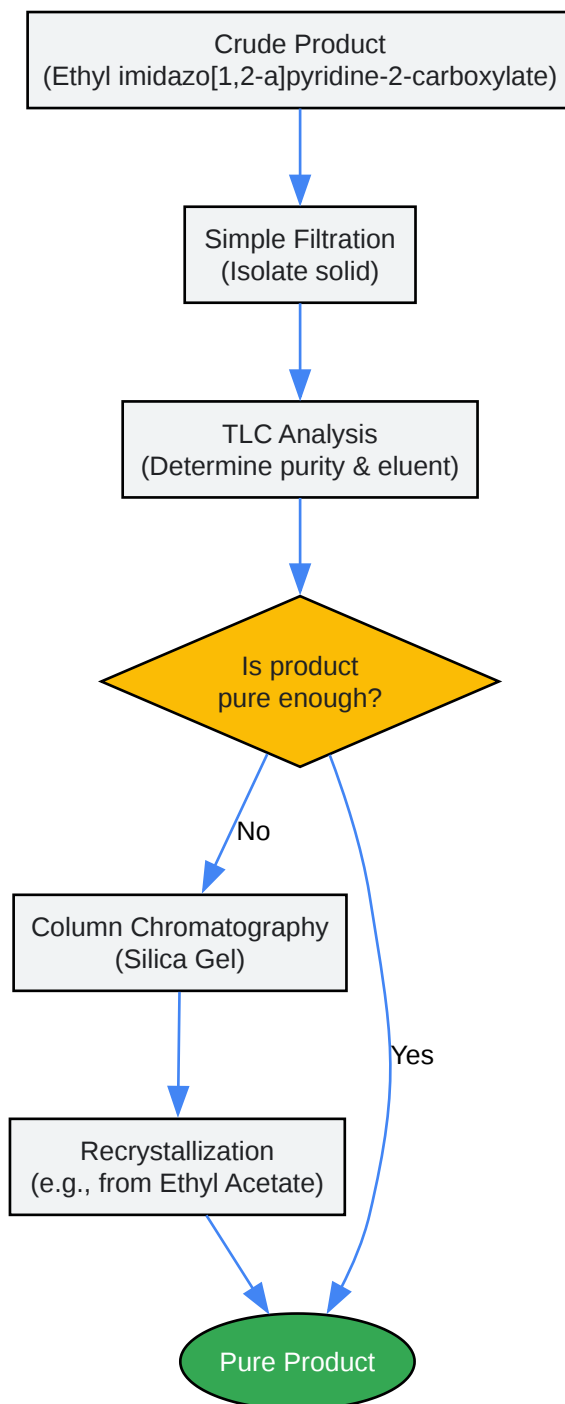 Crude Product
(Ethyl imidazo[1,2-a]pyridine-2-carboxylate)
Simple Filtration
(Isolate solid)
TLC Analysis
(Determine purity & eluent)
Is product
pure enough?
No
Column Chromatography
(Silica Gel)
Yes
Recrystallization
(e.g., from Ethyl Acetate)
Pure Product